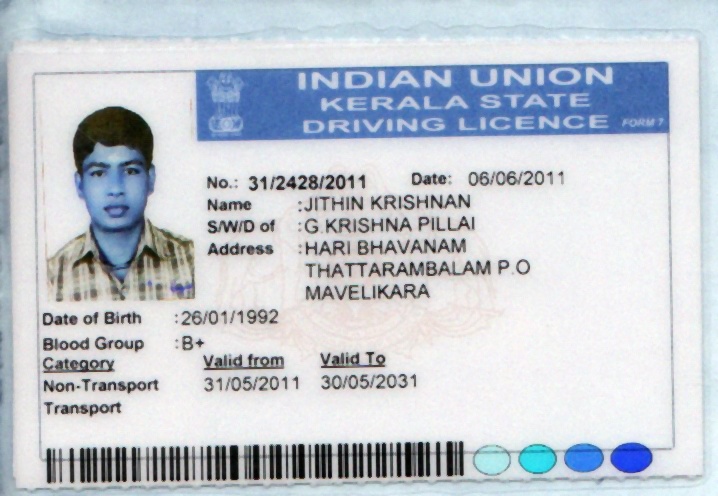 INDIAN UNION
KERALA STATE
DRIVING LICENCE FORM 7
No.: 31/2428/2011 Date: 06/06/2011
Name :JITHIN KRISHNAN
S/W/D of :G.KRISHNA PILLAI
Address :HARI BHAVANAM
THATTARAMBALAM P.O
MAVELIKARA
Date of Birth :26/01/1992
Blood Group :B+
Category Valid from Valid To
Non-Transport 31/05/2011 30/05/2031
Transport